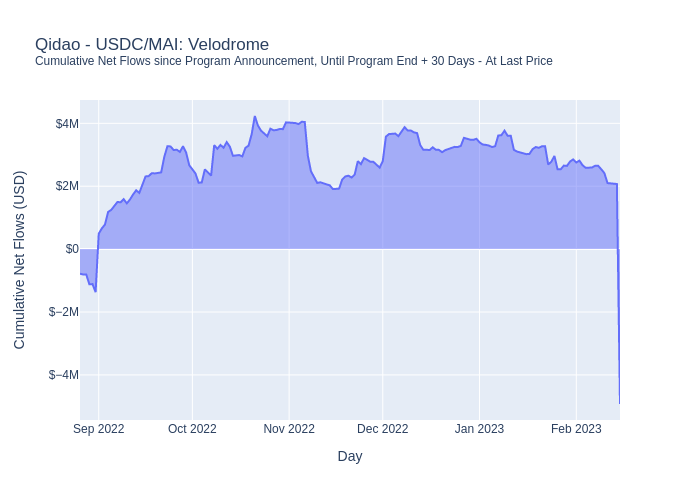 Qidao - USDC/MAI: Velodrome
Cumulative Net Flows since Program Announcement, Until Program End + 30 Days - At Last Price
Cumulative Net Flows (USD)
$4M
$2M
$0
$−2M
$−4M
Sep 2022 Oct 2022 Nov 2022 Dec 2022 Jan 2023 Feb 2023
Day